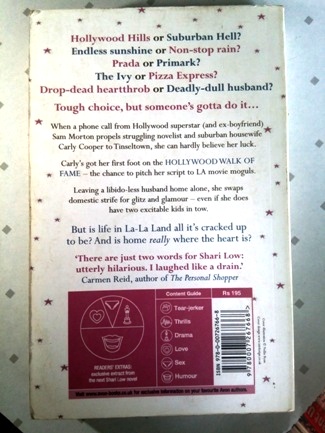 Hollywood Hills or Suburban Hell?
Endless sunshine or Non-stop rain?
Prada or Primark?
The Ivy or Pizza Express?
Drop-dead heartthrob or Deadly-dull husband?
Tough choice, but someone's gotta do it...
When a phone call from Hollywood superstar (and ex-boyfriend)
Sam Morton propels struggling novelist and suburban housewife
Carly Cooper to Tinseltown, she can hardly believe her luck.
Carly's got her first foot on the HOLLYWOOD WALK OF
FAME – the chance to pitch her script to LA movie moguls.
Leaving a libido-less husband home alone, she swaps
domestic strife for glitz and glamour – even if she does
have two excitable kids in tow.
But is life in La-La Land all it's cracked up
to be? And is home really where the heart is?
'There are just two words for Shari Low:
utterly hilarious. I laughed like a drain.'
Carmen Reid, author of The Personal Shopper
Content Guide
Tear-jerker
Thrills
Drama
Love
Sex
Humour
READERS' EXTRAS:
exclusive extract from
the next Shari Low novel
Rs 195
ISBN 978-0-00726766-8
9780007267668